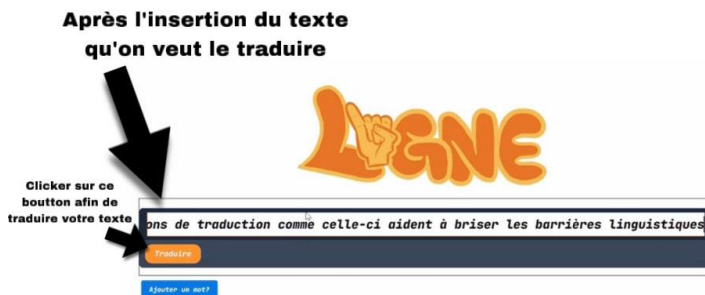 Après l'insertion du texte
qu'on veut le traduire
LIGNE
Clicker sur ce
boutton afin de
traduire votre texte
ons de traduction comme celle-ci aident à briser les barrières linguistiques
Traduire
Ajouter un mot?